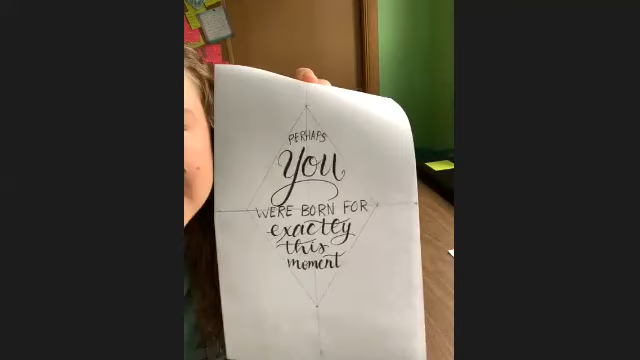 PERHAPS
You
WERE BORN FOR
exactly
this
moment